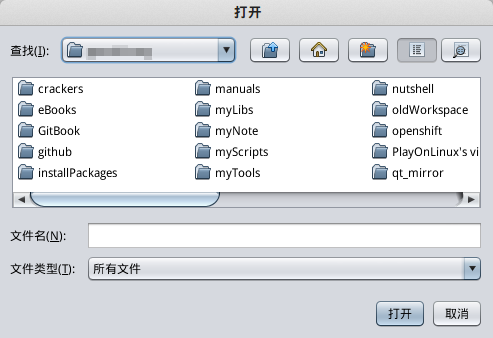 打开
查找(I):
crackers
eBooks
GitBook
github
installPackages
manuals
myLibs
myNote
myScripts
myTools
nutshell
oldWorkspace
openshift
PlayOnLinux's vi
qt_mirror
文件名(N):
文件类型(T): 所有文件
打开 取消